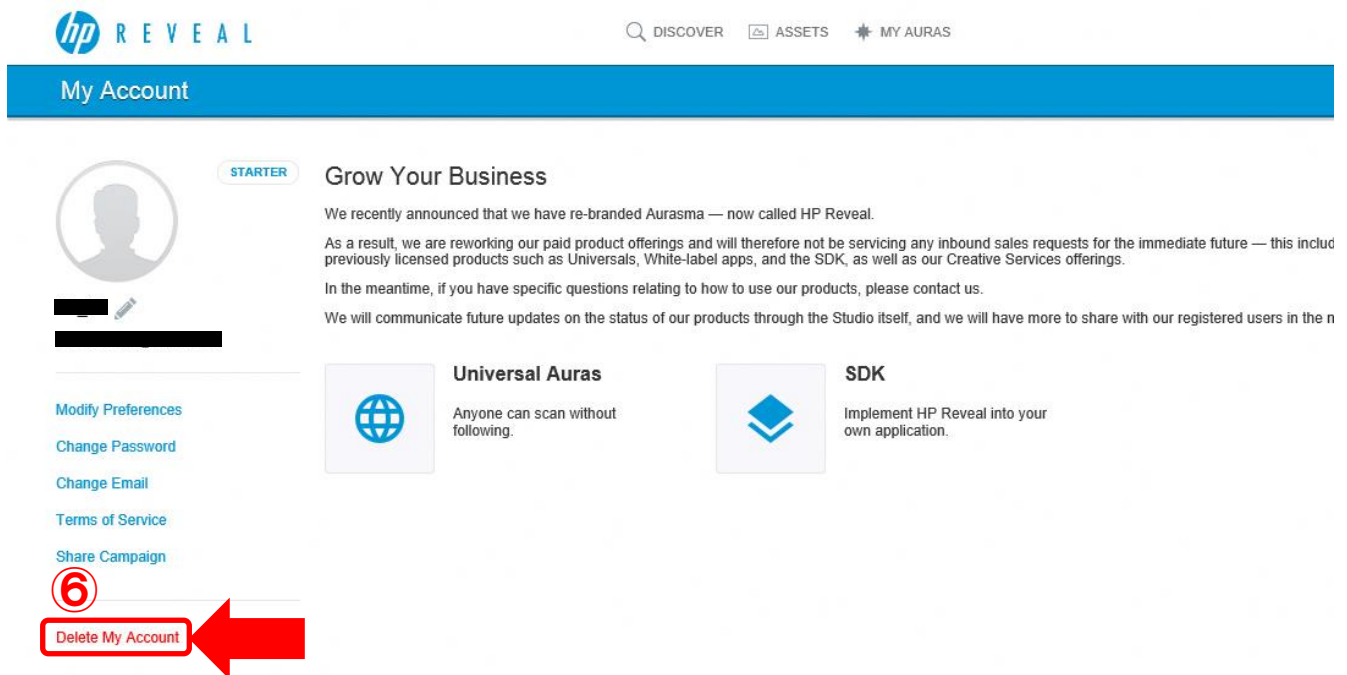 hp REVEAL
DISCOVER ASSETS MY AURAS
My Account
STARTER
Grow Your Business
We recently announced that we have re-branded Aurasma — now called HP Reveal.
As a result, we are reworking our paid product offerings and will therefore not be servicing any inbound sales requests for the immediate future — this includ
previously licensed products such as Universals, White-label apps, and the SDK, as well as our Creative Services offerings.
In the meantime, if you have specific questions relating to how to use our products, please contact us.
We will communicate future updates on the status of our products through the Studio itself, and we will have more to share with our registered users in the n
Universal Auras
Anyone can scan without
following.
SDK
Implement HP Reveal into your
own application.
Modify Preferences
Change Password
Change Email
Terms of Service
Share Campaign
⑥
Delete My Account